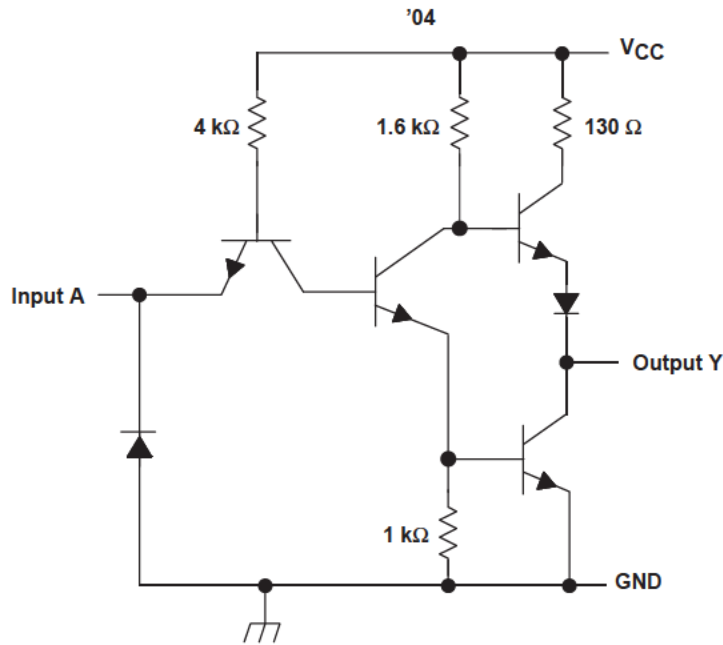 '04
VCC
4 kΩ
1.6 kΩ
130 Ω
Input A
Output Y
1 kΩ
GND